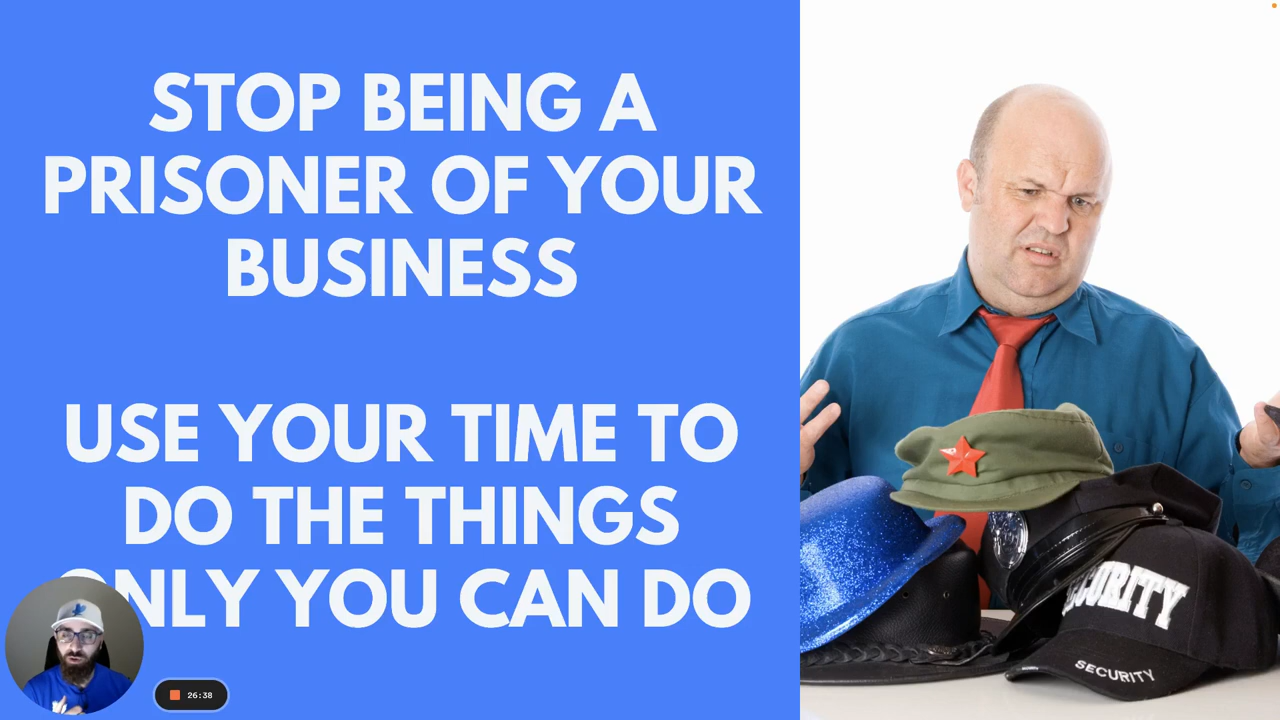 STOP BEING A
PRISONER OF YOUR
BUSINESS
USE YOUR TIME TO
DO THE THINGS
ONLY YOU CAN DO
SECURITY
SECURITY
26:38